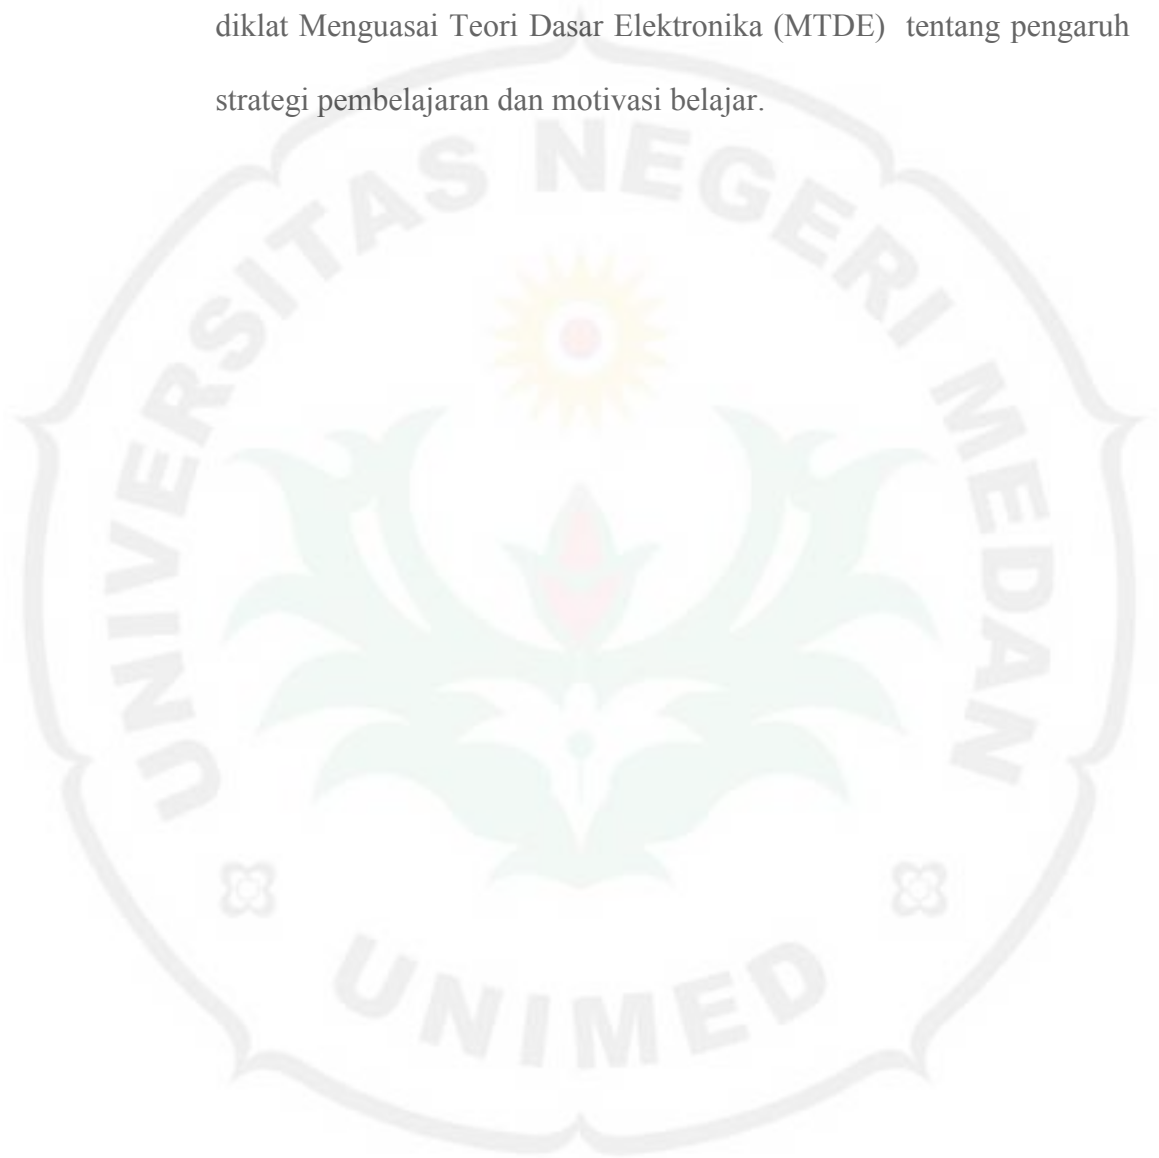 diklat Menguasai Teori Dasar Elektronika (MTDE) tentang pengaruh
strategi pembelajaran dan motivasi belajar.
UNIVERSITAS NEGERI MEDAN
UNIMED